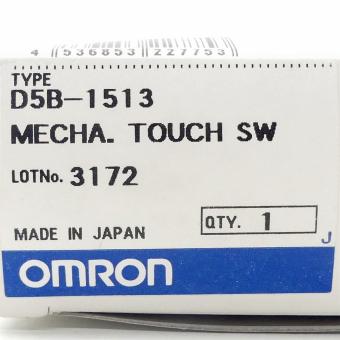 4 536853 227753
TYPE
D5B-1513
MECHA. TOUCH SW
LOTNo. 3172
QTY. 1
MADE IN JAPAN
J
OMRON